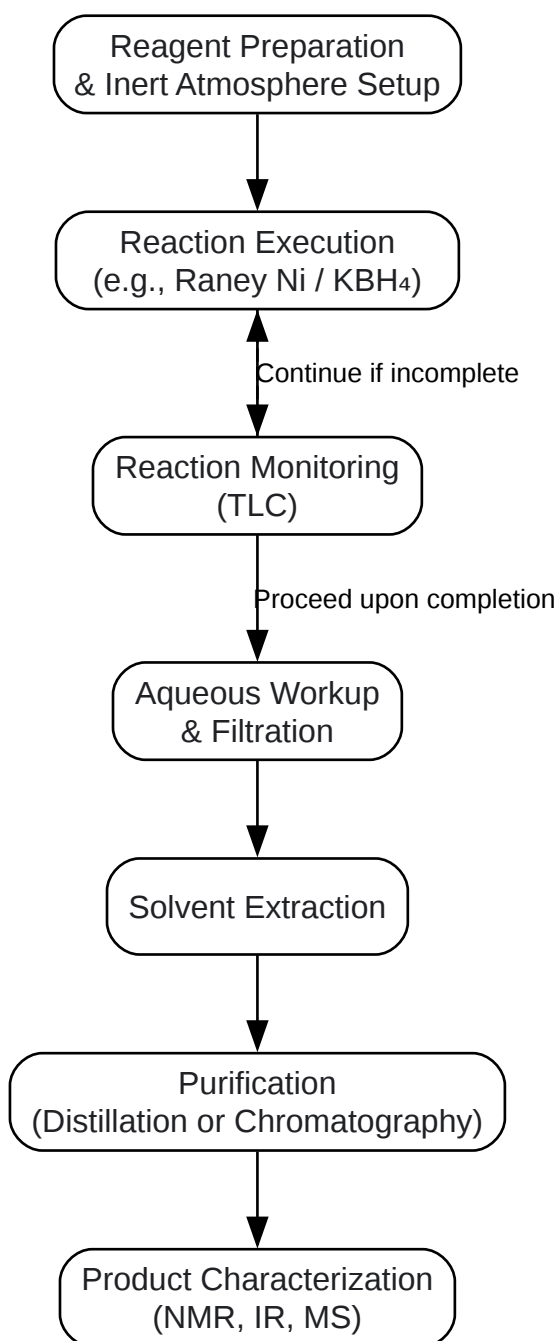 Reagent Preparation
& Inert Atmosphere Setup
Reaction Execution
(e.g., Raney Ni / KBH₄)
Continue if incomplete
Reaction Monitoring
(TLC)
Proceed upon completion
Aqueous Workup
& Filtration
Solvent Extraction
Purification
(Distillation or Chromatography)
Product Characterization
(NMR, IR, MS)